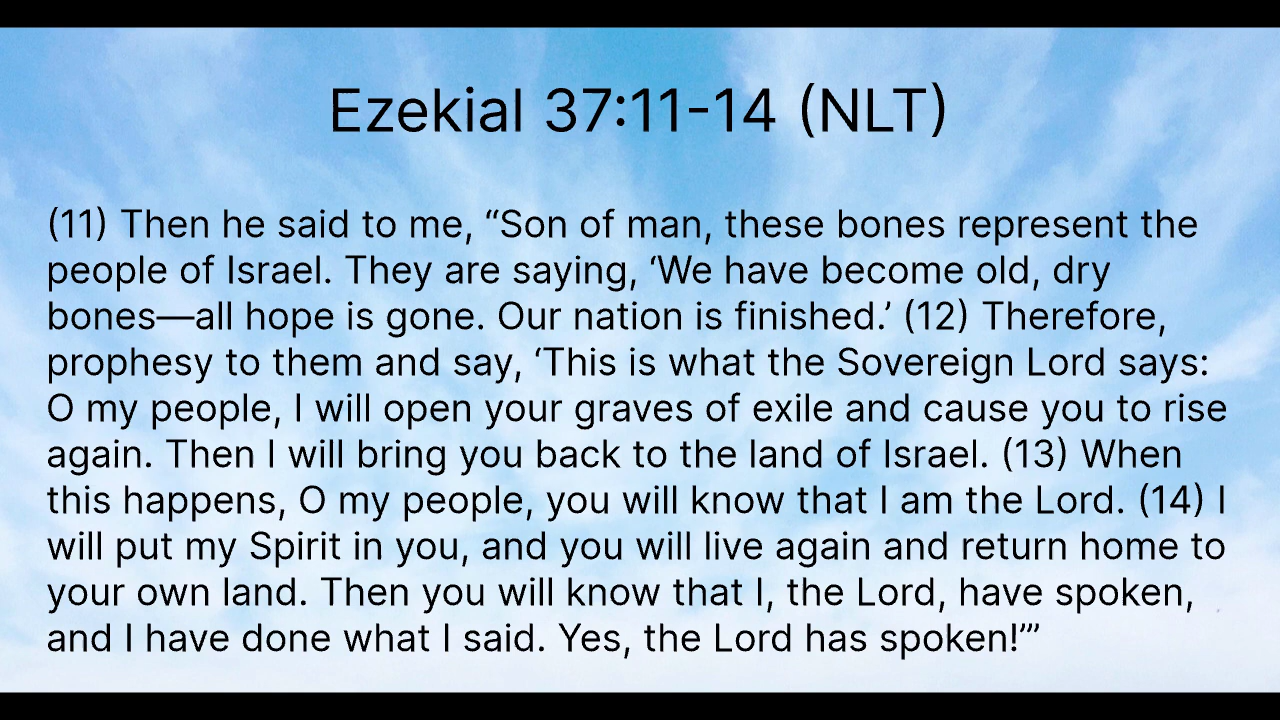 Ezekial 37:11-14 (NLT)
(11) Then he said to me, “Son of man, these bones represent the
people of Israel. They are saying, ‘We have become old, dry
bones—all hope is gone. Our nation is finished.’ (12) Therefore,
prophesy to them and say, ‘This is what the Sovereign Lord says:
O my people, I will open your graves of exile and cause you to rise
again. Then I will bring you back to the land of Israel. (13) When
this happens, O my people, you will know that I am the Lord. (14) I
will put my Spirit in you, and you will live again and return home to
your own land. Then you will know that I, the Lord, have spoken,
and I have done what I said. Yes, the Lord has spoken!’”